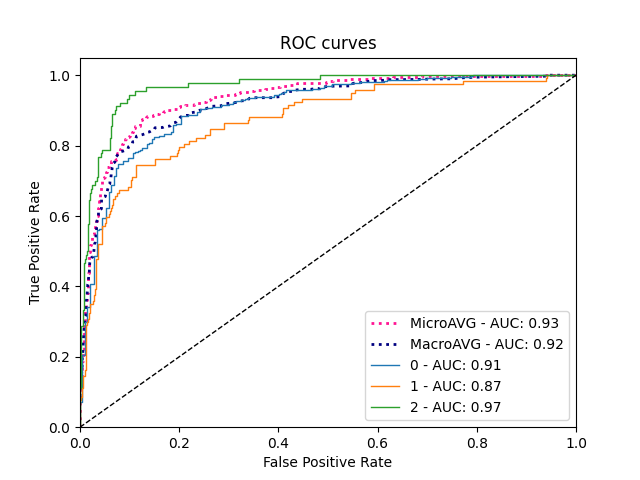 ROC curves
True Positive Rate
1.0
0.8
0.6
0.4
0.2
0.0
0.0 0.2 0.4 0.6 0.8 1.0
False Positive Rate
MicroAVG - AUC: 0.93
MacroAVG - AUC: 0.92
0 - AUC: 0.91
1 - AUC: 0.87
2 - AUC: 0.97